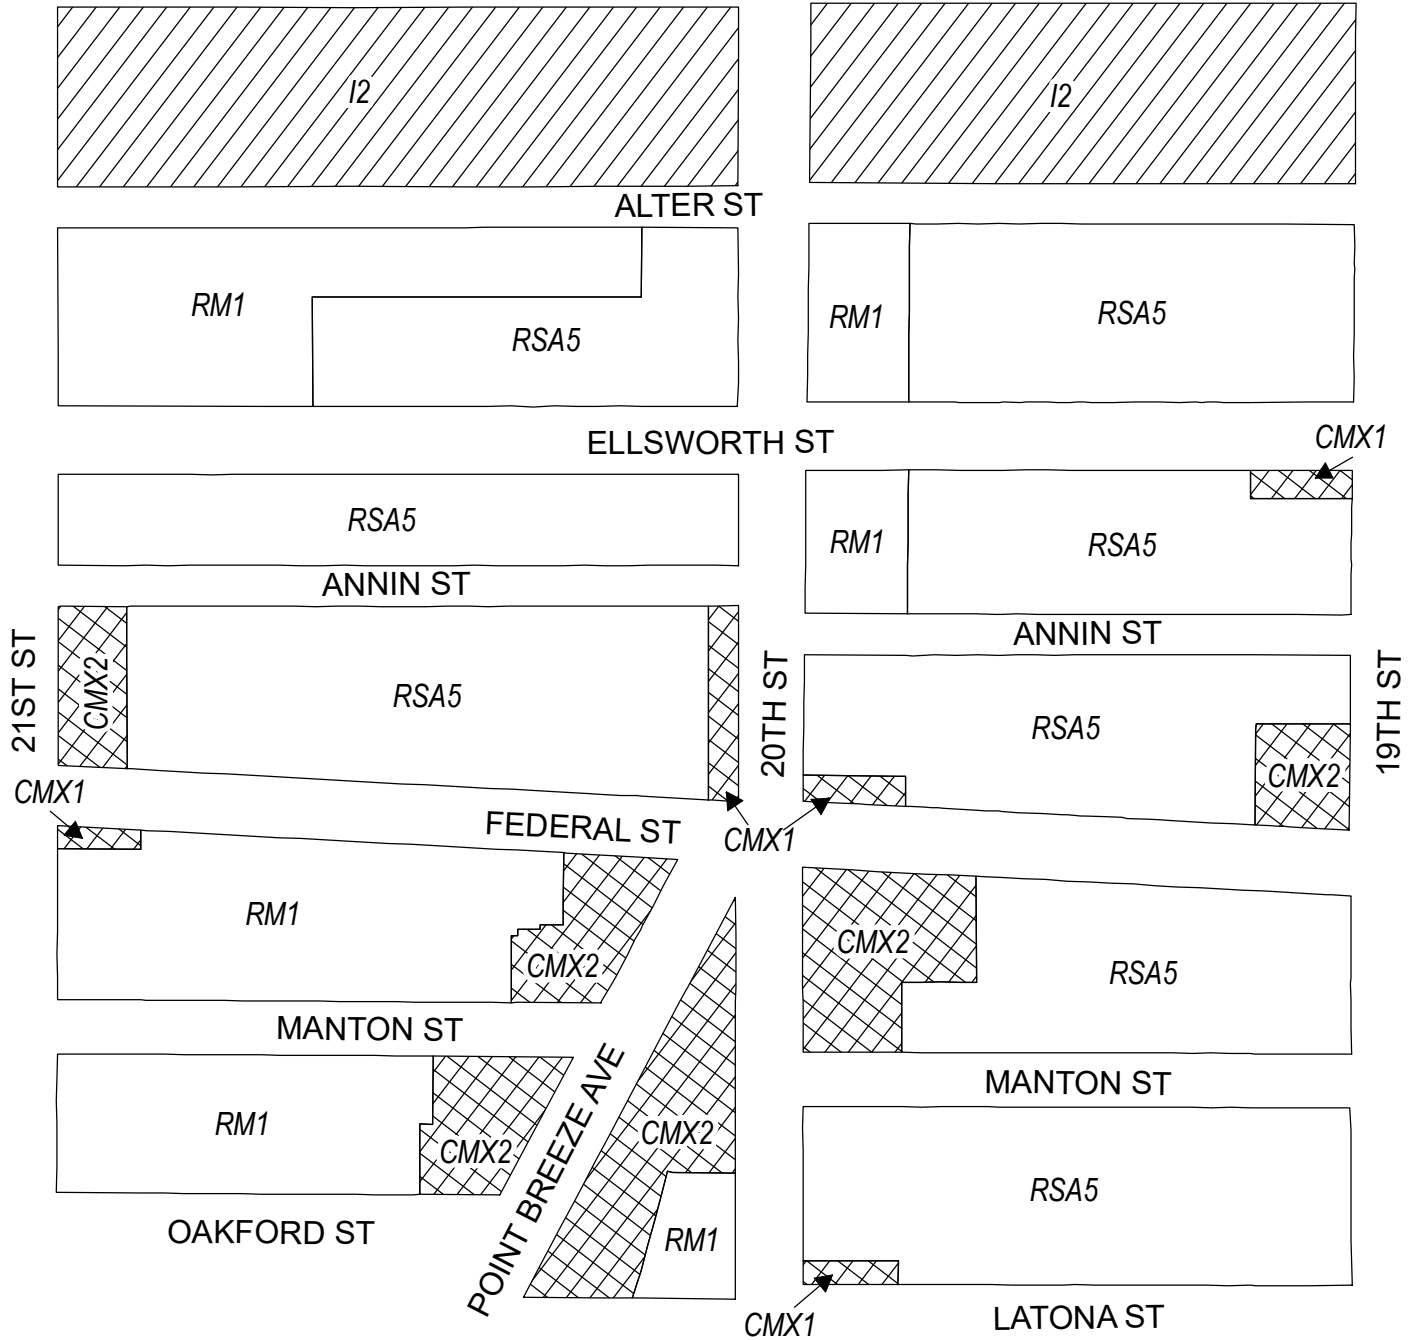 I2
I2
ALTER ST
RM1
RSA5
RM1
RSA5
ELLSWORTH ST
CMX1
RSA5
RM1
RSA5
ANNIN ST
ANNIN ST
21ST ST
CMX2
RSA5
20TH ST
RSA5
CMX2
19TH ST
CMX1
FEDERAL ST
CMX1
RM1
CMX2
CMX2
RSA5
MANTON ST
MANTON ST
RM1
CMX2
POINT BREEZE AVE
CMX2
RSA5
OAKFORD ST
RM1
CMX1
LATONA ST